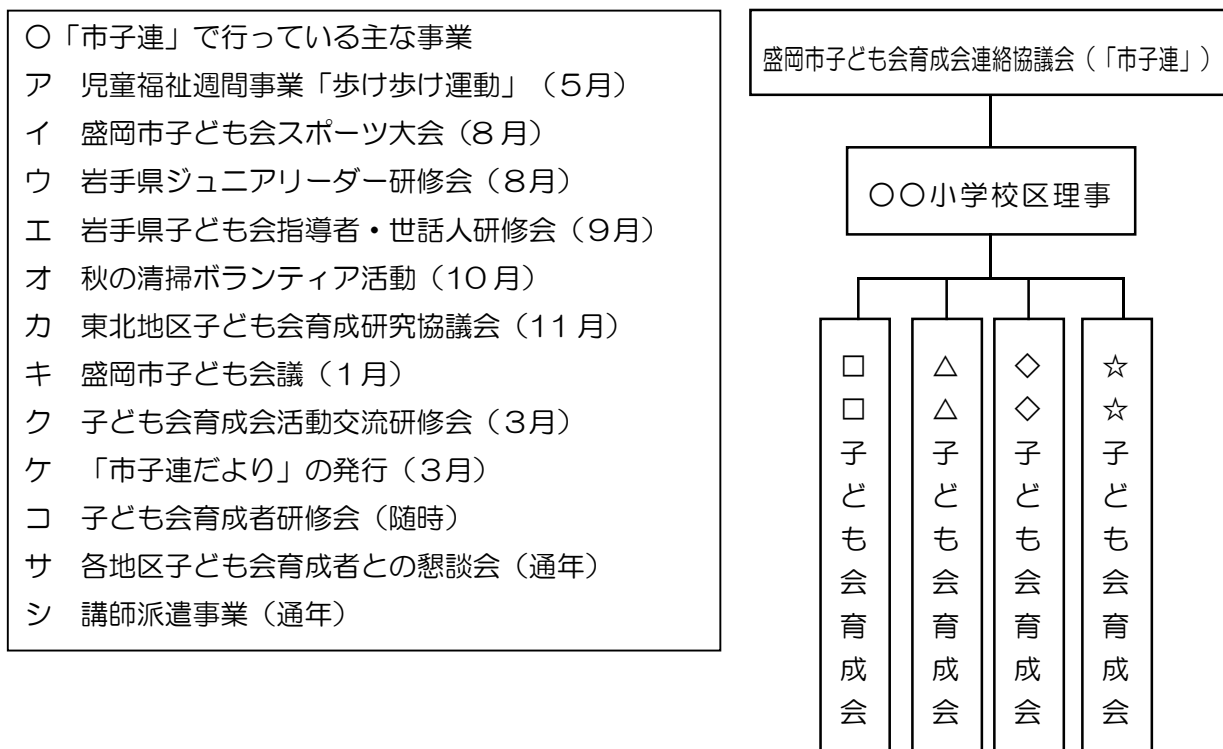 〇「市子連」で行っている主な事業
ア　児童福祉週間事業「歩け歩け運動」（５月）
イ　盛岡市子ども会スポーツ大会（８月）
ウ　岩手県ジュニアリーダー研修会（８月）
エ　岩手県子ども会指導者・世話人研修会（９月）
オ　秋の清掃ボランティア活動（10月）
カ　東北地区子ども会育成研究協議会（11月）
キ　盛岡市子ども会議（１月）
ク　子ども会育成会活動交流研修会（３月）
ケ　「市子連だより」の発行（３月）
コ　子ども会育成者研修会（随時）
サ　各地区子ども会育成者との懇談会（通年）
シ　講師派遣事業（通年）
盛岡市子ども会育成会連絡協議会（「市子連」）
〇〇小学校区理事
□□子ども会育成会
△△子ども会育成会
◇◇子ども会育成会
☆☆子ども会育成会